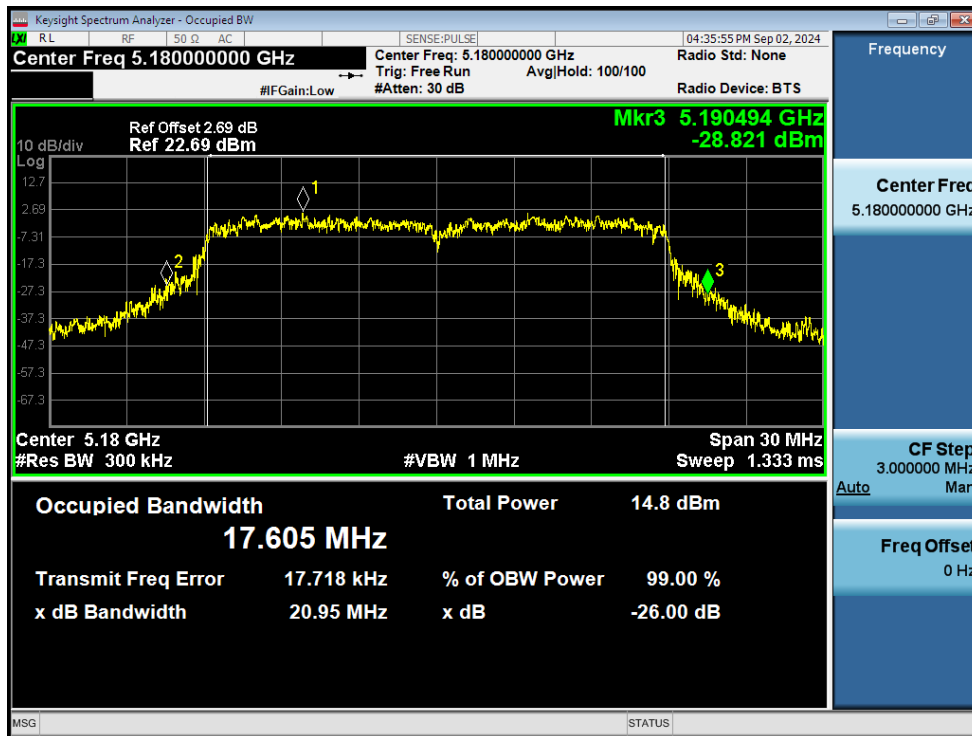 Keysight Spectrum Analyzer - Occupied BW
LXI RL RF 50 Ω AC SENSE:PULSE 04:35:55 PM Sep 02, 2024
Center Freq 5.180000000 GHz
Center Freq: 5.180000000 GHz
Radio Std: None
Trig: Free Run Avg|Hold: 100/100
#IFGain:Low #Atten: 30 dB Radio Device: BTS
Frequency
Mkr3 5.190494 GHz
-28.821 dBm
Ref Offset 2.69 dB
10 dB/div Ref 22.69 dBm
Log
12.7
2.69
-7.31
-17.3
-27.3
-37.3
-47.3
-57.3
-67.3
1
2
3
Center 5.18 GHz Span 30 MHz
#Res BW 300 kHz #VBW 1 MHz Sweep 1.333 ms
Occupied Bandwidth Total Power 14.8 dBm
17.605 MHz
Transmit Freq Error 17.718 kHz % of OBW Power 99.00 %
x dB Bandwidth 20.95 MHz x dB -26.00 dB
Center Freq
5.180000000 GHz
CF Step
3.000000 MHz
Auto Man
Freq Offset
0 Hz
MSG STATUS